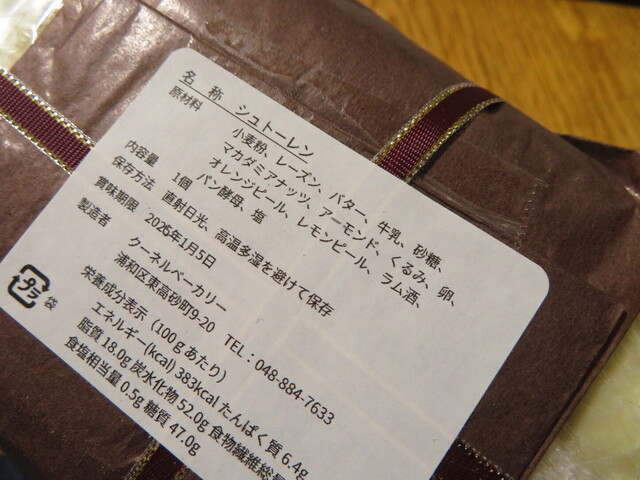 名 称 シュトーレン
原材料 小麦粉、レーズン、バター、牛乳、砂糖、
マカダミアナッツ、アーモンド、くるみ、卵、
オレンジピール、レモンピール、ラム酒、
パン酵母、塩
内容量 1個
保存方法 直射日光、高温多湿を避けて保存
賞味期限 2026年1月5日
製造者 クーネルベーカリー
浦和区東高砂町9-20 TEL：048-884-7633
栄養成分表示（100gあたり）
エネルギー(kcal) 383kcal たんぱく質 6.4g
脂質 18.0g 炭水化物 52.0g 食物繊維総量
食塩相当量 0.5g 糖質 47.0g
プラ
袋